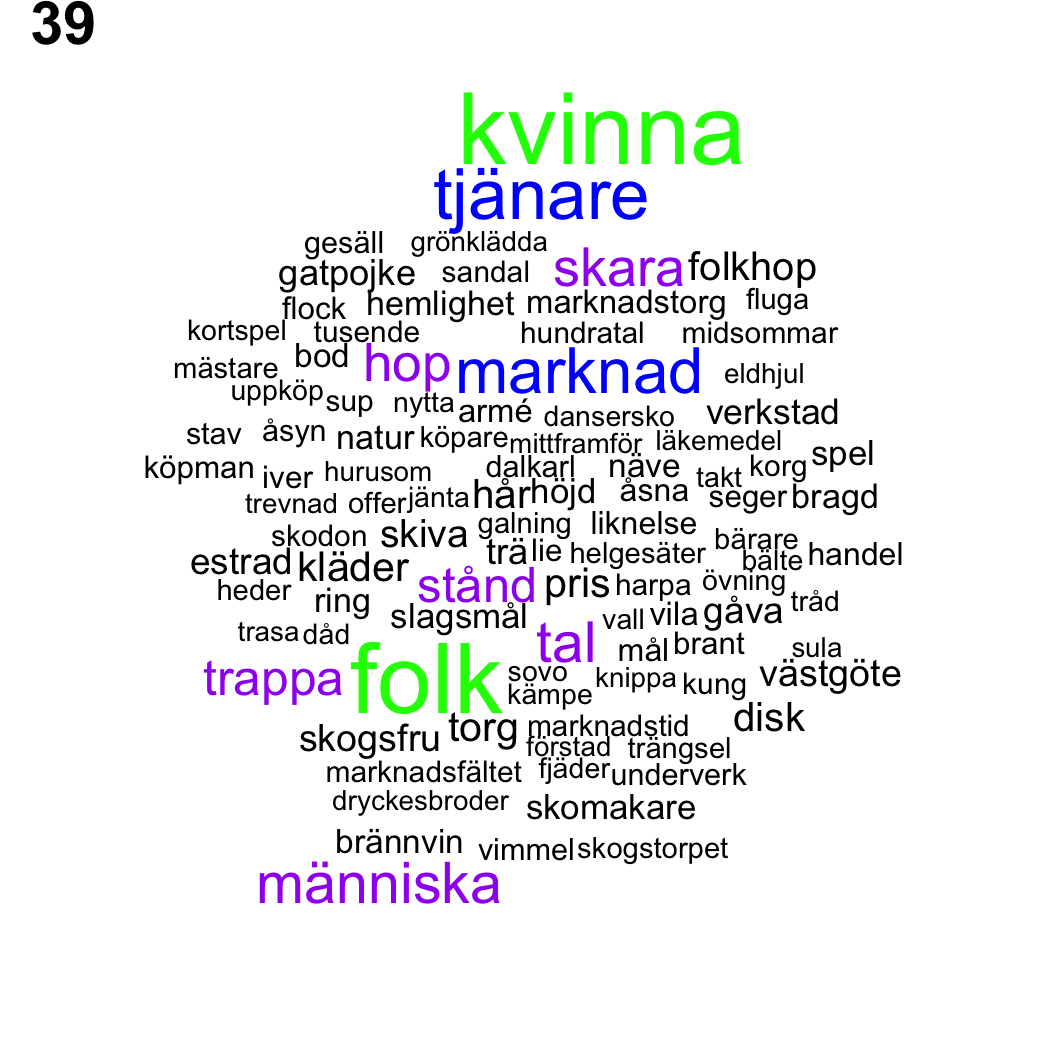 39
kvinna
tjänare
gesäll grönklädda
gatpojke sandal skara folkhop
flock hemlighet marknadstorg fluga
kortspel tusende hundratal midsommar
mästare bod hop marknad eldhjul
uppköp sup nytta armé dansersko verkstad
stav åsyn natur köpare mittframför läkemedel spel
köpman iver hurusom dalkarl näve takt korg
trevnad offer jänta hår höjd åsna seger bragd
skodon skiva galning liknelse bärare
estrad kläder trä lie helgesäter bälte handel
heder ring stånd pris harpa övning tråd
trasa dåd slagsmål tal vall vila gåva
mål brant sula
trappa folk sovo knippa kung västgöte
kämpe
skogsfru torg marknadstid disk
förstad trängsel
marknadsfältet fjäder underverk
dryckesbroder skomakare
brännvin vimmel skogstorpet
människa